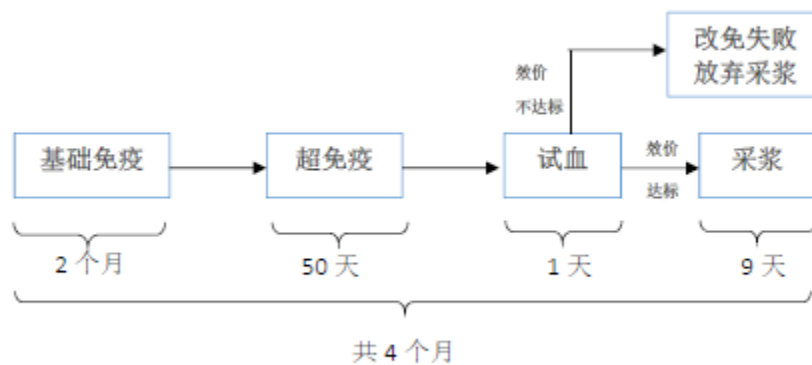 改免失败
放弃采浆
效价
不达标
基础免疫
超免疫
试血
效价
达标
采浆
2 个月
50 天
1 天
9 天
共 4 个月